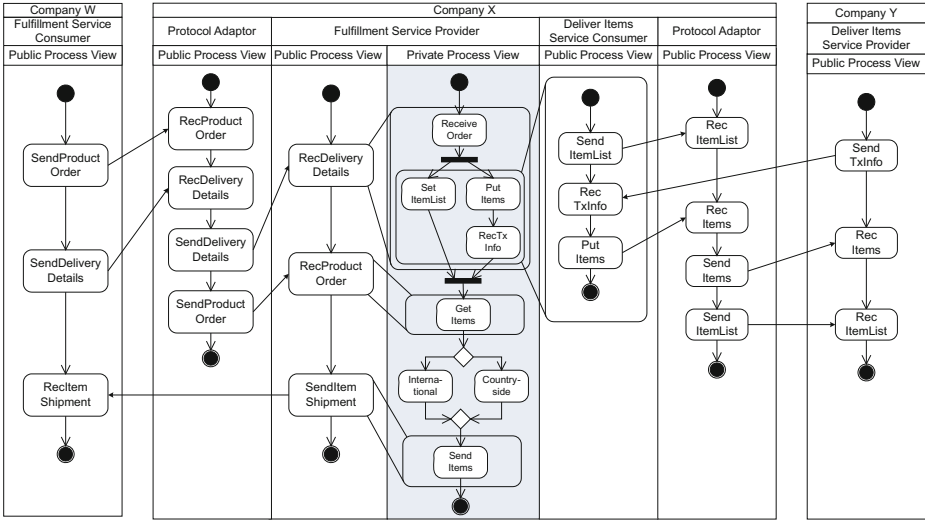 Company W
Fulfillment Service
Consumer
Public Process View
SendProduct
Order
SendDelivery
Details
RecItem
Shipment
Company X
Protocol Adaptor
Public Process View
RecProduct
Order
RecDelivery
Details
SendDelivery
Details
SendProduct
Order
Fulfillment Service Provider
Public Process View
RecDelivery
Details
RecProduct
Order
SendItem
Shipment
Private Process View
Receive
Order
Set
ItemList
Put
Items
RecTx
Info
Get
Items
Interna-
tional
Country-
side
Send
Items
Deliver Items
Service Consumer
Public Process View
Send
ItemList
Rec
TxInfo
Put
Items
Protocol Adaptor
Public Process View
Rec
ItemList
Rec
Items
Send
Items
Send
ItemList
Company Y
Deliver Items
Service Provider
Public Process View
Send
TxInfo
Rec
Items
Rec
ItemList